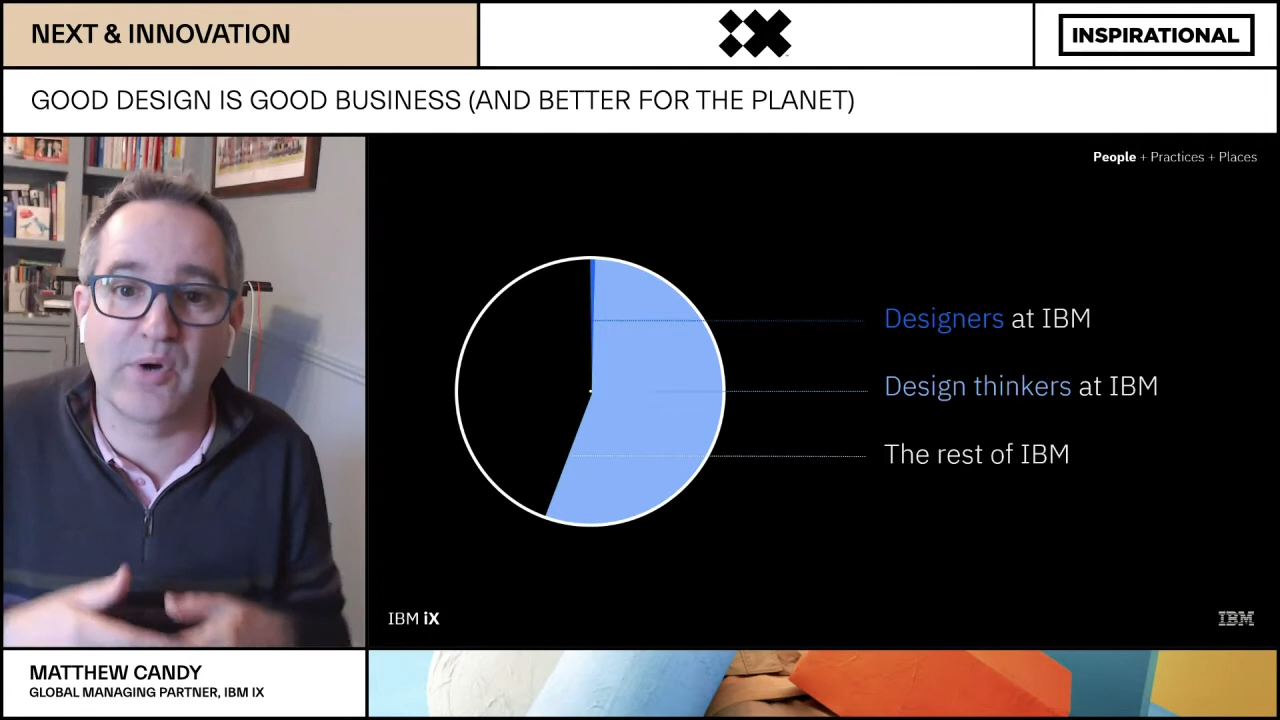 NEXT & INNOVATION
INSPIRATIONAL
GOOD DESIGN IS GOOD BUSINESS (AND BETTER FOR THE PLANET)
People + Practices + Places
Designers at IBM
Design thinkers at IBM
The rest of IBM
IBM iX
IBM
MATTHEW CANDY
GLOBAL MANAGING PARTNER, IBM IX